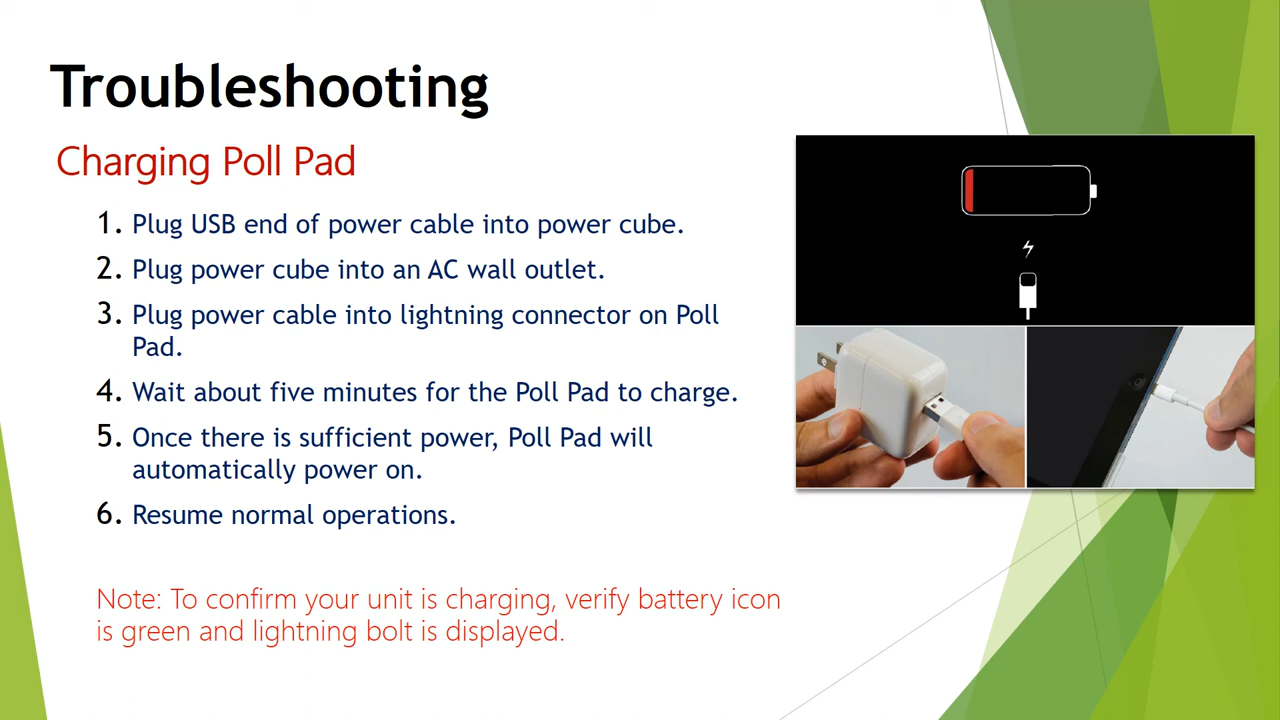 Troubleshooting
Charging Poll Pad
1. Plug USB end of power cable into power cube.
2. Plug power cube into an AC wall outlet.
3. Plug power cable into lightning connector on Poll
Pad.
4. Wait about five minutes for the Poll Pad to charge.
5. Once there is sufficient power, Poll Pad will
automatically power on.
6. Resume normal operations.
Note: To confirm your unit is charging, verify battery icon
is green and lightning bolt is displayed.